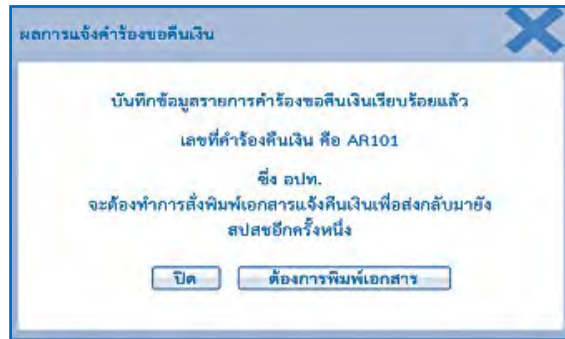 ผลการแจ้งคำร้องขอคืนเงิน
บันทึกข้อมูลรายการคำร้องขอคืนเงินเรียบร้อยแล้ว
เลขที่คำร้องคืนเงิน คือ AR101
ซึ่ง อปท.
จะต้องทำการสั่งพิมพ์เอกสารแจ้งคืนเงินเพื่อส่งกลับมายัง
สปสชอีกครั้งหนึ่ง
ปิด ต้องการพิมพ์เอกสาร